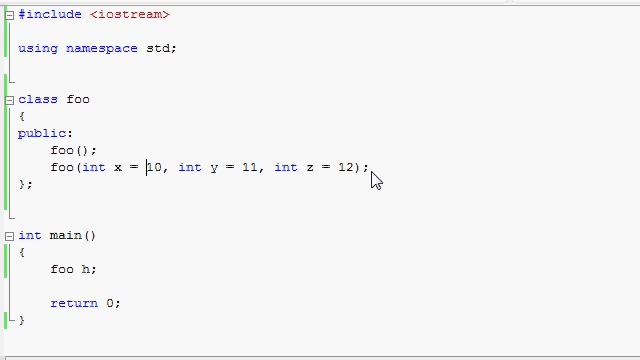 #include <iostream>
using namespace std;
class foo
{
public:
foo();
foo(int x = 10, int y = 11, int z = 12);
};
int main()
{
foo h;
return 0;
}